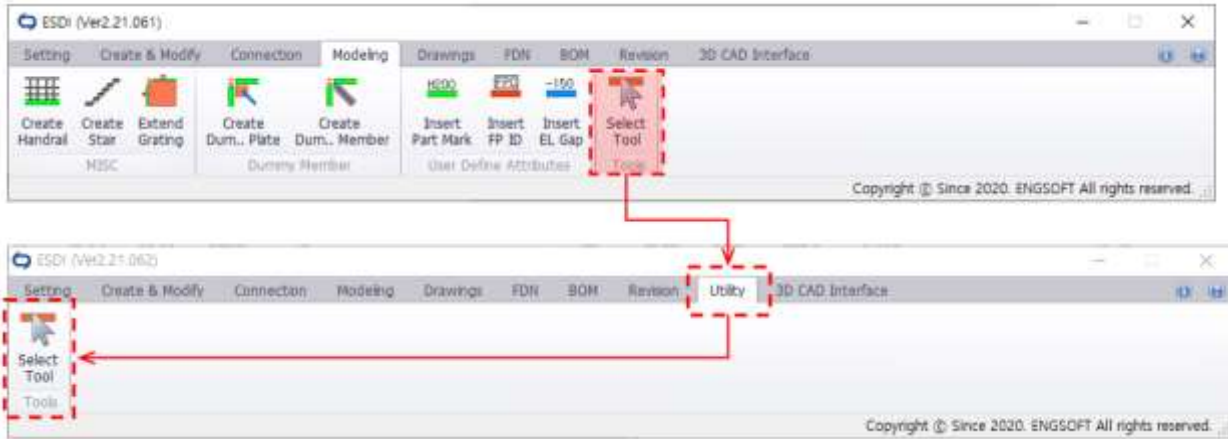 ESDI (Ver2.21.061)
Setting Create & Modify Connection Modeling Drawings FDN BOM Revision 3D CAD Interface
H200 FPD -150
Create Handrail Create Stair Extend Grating Create Dum.. Plate Create Dum.. Member Insert Part Mark Insert FP ID Insert EL Gap Select Tool
MISC Dummy Member User Define Attributes Tools
Copyright © Since 2020. ENGSOFT All rights reserved.
ESDI (Ver2.21.062)
Setting Create & Modify Connection Modeling Drawings FDN BOM Revision Utility 3D CAD Interface
Select
Tool
Tools
Copyright © Since 2020. ENGSOFT All rights reserved.